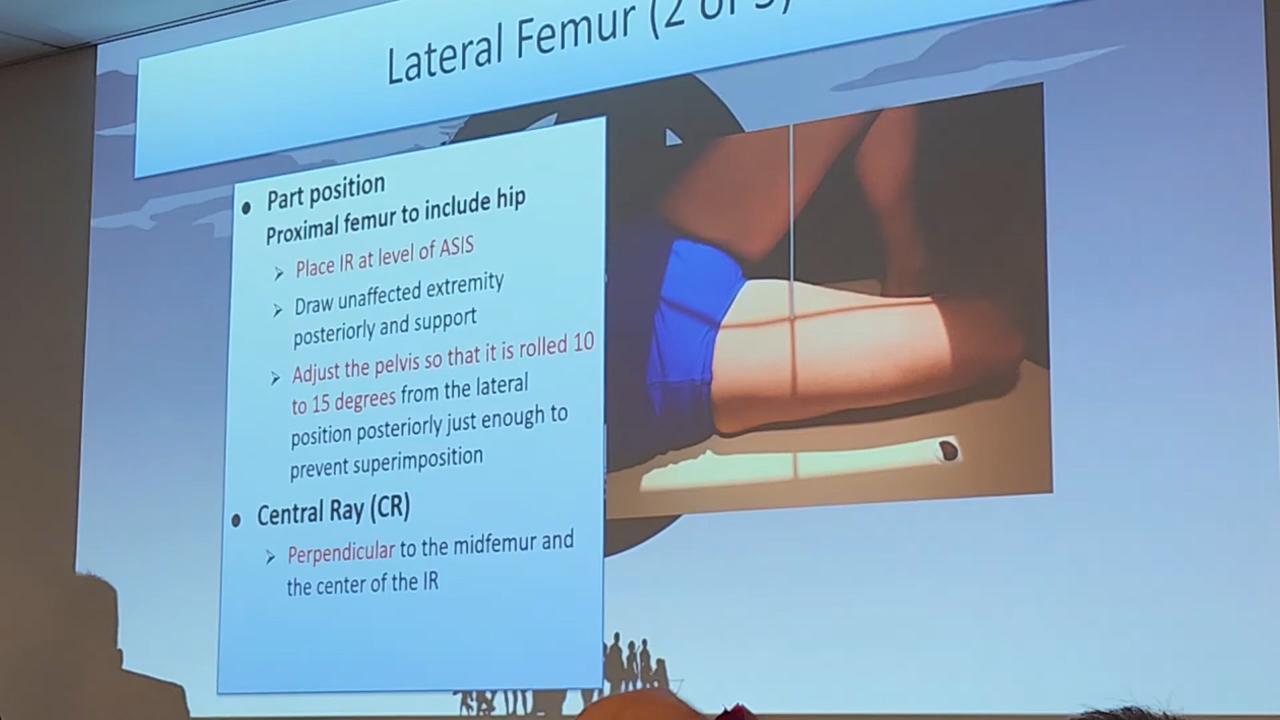 Lateral Femur (2 of 3)
• Part position
Proximal femur to include hip
➢ Place IR at level of ASIS
➢ Draw unaffected extremity
posteriorly and support
➢ Adjust the pelvis so that it is rolled 10
to 15 degrees from the lateral
position posteriorly just enough to
prevent superimposition
• Central Ray (CR)
➢ Perpendicular to the midfemur and
the center of the IR